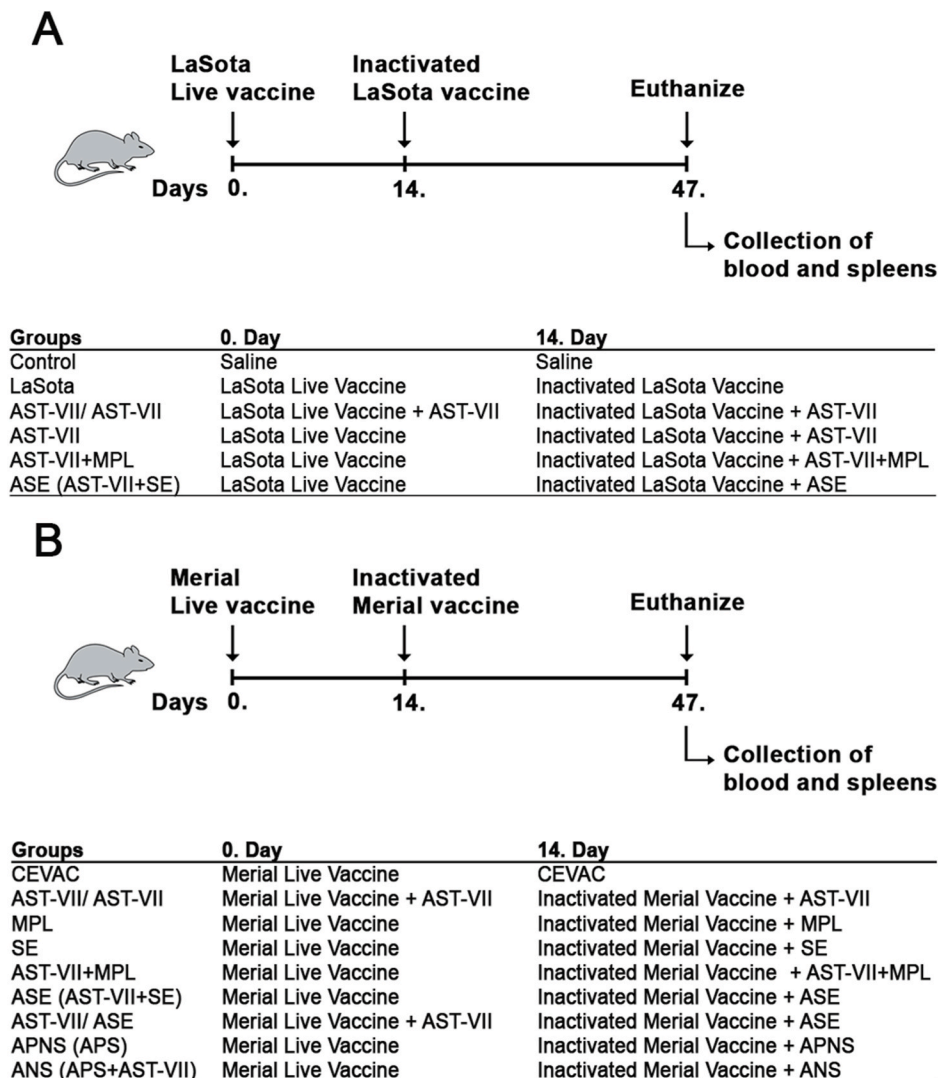 A
LaSota Inactivated
Live vaccine LaSota vaccine Euthanize
Days 0. 14. 47.
Collection of
blood and spleens
Groups 0. Day 14. Day
Control Saline Saline
LaSota LaSota Live Vaccine Inactivated LaSota Vaccine
AST-VII/ AST-VII LaSota Live Vaccine + AST-VII Inactivated LaSota Vaccine + AST-VII
AST-VII LaSota Live Vaccine Inactivated LaSota Vaccine + AST-VII
AST-VII+MPL LaSota Live Vaccine Inactivated LaSota Vaccine + AST-VII+MPL
ASE (AST-VII+SE) LaSota Live Vaccine Inactivated LaSota Vaccine + ASE
B
Merial Inactivated
Live vaccine Merial vaccine Euthanize
Days 0. 14. 47.
Collection of
blood and spleens
Groups 0. Day 14. Day
CEVAC Merial Live Vaccine CEVAC
AST-VII/ AST-VII Merial Live Vaccine + AST-VII Inactivated Merial Vaccine + AST-VII
MPL Merial Live Vaccine Inactivated Merial Vaccine + MPL
SE Merial Live Vaccine Inactivated Merial Vaccine + SE
AST-VII+MPL Merial Live Vaccine Inactivated Merial Vaccine + AST-VII+MPL
ASE (AST-VII+SE) Merial Live Vaccine Inactivated Merial Vaccine + ASE
AST-VII/ ASE Merial Live Vaccine + AST-VII Inactivated Merial Vaccine + ASE
APNS (APS) Merial Live Vaccine Inactivated Merial Vaccine + APNS
ANS (APS+AST-VII) Merial Live Vaccine Inactivated Merial Vaccine + ANS